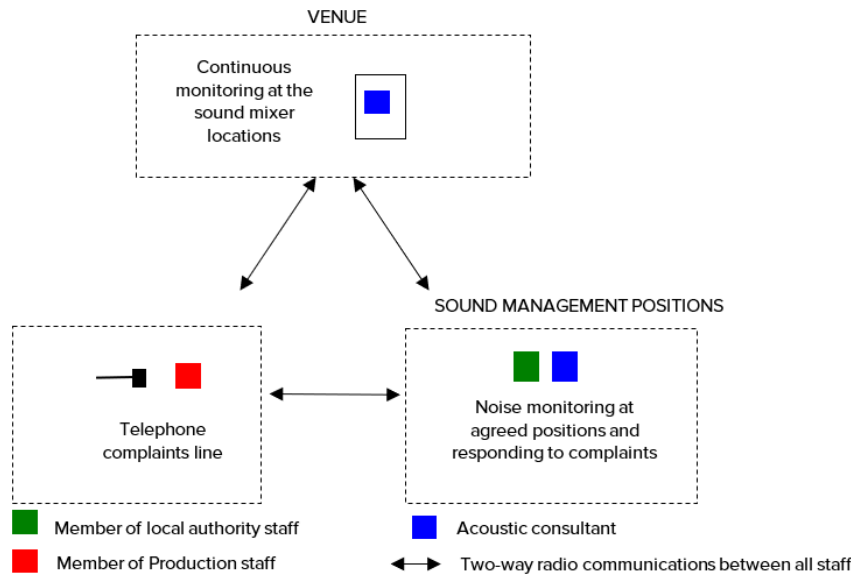 VENUE
Continuous
monitoring at the
sound mixer
locations
SOUND MANAGEMENT POSITIONS
Telephone
complaints line
Noise monitoring at
agreed positions and
responding to complaints
Member of local authority staff
Acoustic consultant
Member of Production staff
Two-way radio communications between all staff